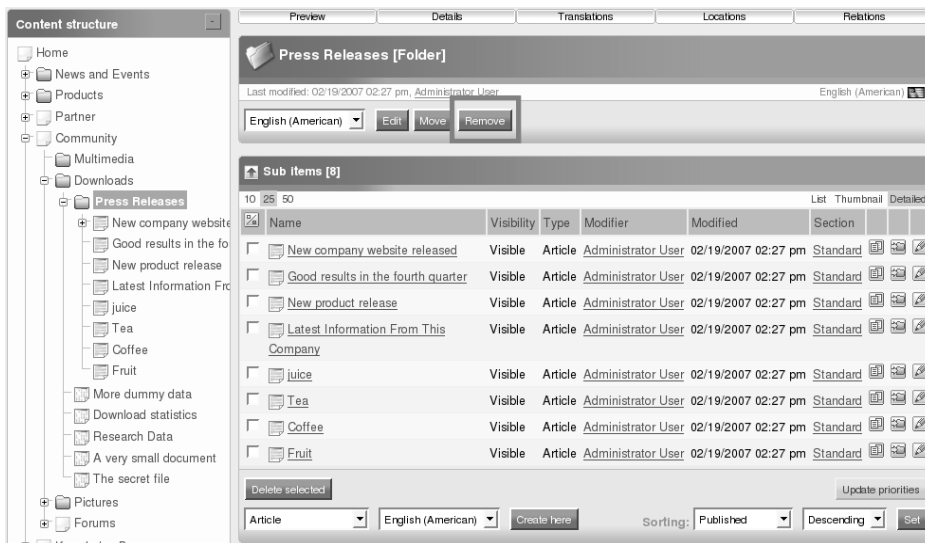 Content structure
-
Home
News and Events
Products
Partner
Community
Multimedia
Downloads
Press Releases
New company website
Good results in the fo
New product release
Latest Information Fro
juice
Tea
Coffee
Fruit
More dummy data
Download statistics
Research Data
A very small document
The secret file
Pictures
Forums
Preview Details Translations Locations Relations
Press Releases [Folder]
Last modified: 02/19/2007 02:27 pm, Administrator User English (American)
English (American) Edit Move Remove
Sub items [8]
10 25 50 List Thumbnail Detailed
Name Visibility Type Modifier Modified Section
New company website released Visible Article Administrator User 02/19/2007 02:27 pm Standard
Good results in the fourth quarter Visible Article Administrator User 02/19/2007 02:27 pm Standard
New product release Visible Article Administrator User 02/19/2007 02:27 pm Standard
Latest Information From This Visible Article Administrator User 02/19/2007 02:27 pm Standard
Company
juice Visible Article Administrator User 02/19/2007 02:27 pm Standard
Tea Visible Article Administrator User 02/19/2007 02:27 pm Standard
Coffee Visible Article Administrator User 02/19/2007 02:27 pm Standard
Fruit Visible Article Administrator User 02/19/2007 02:27 pm Standard
Delete selected Update priorities
Article English (American) Create here Sorting: Published Descending Set